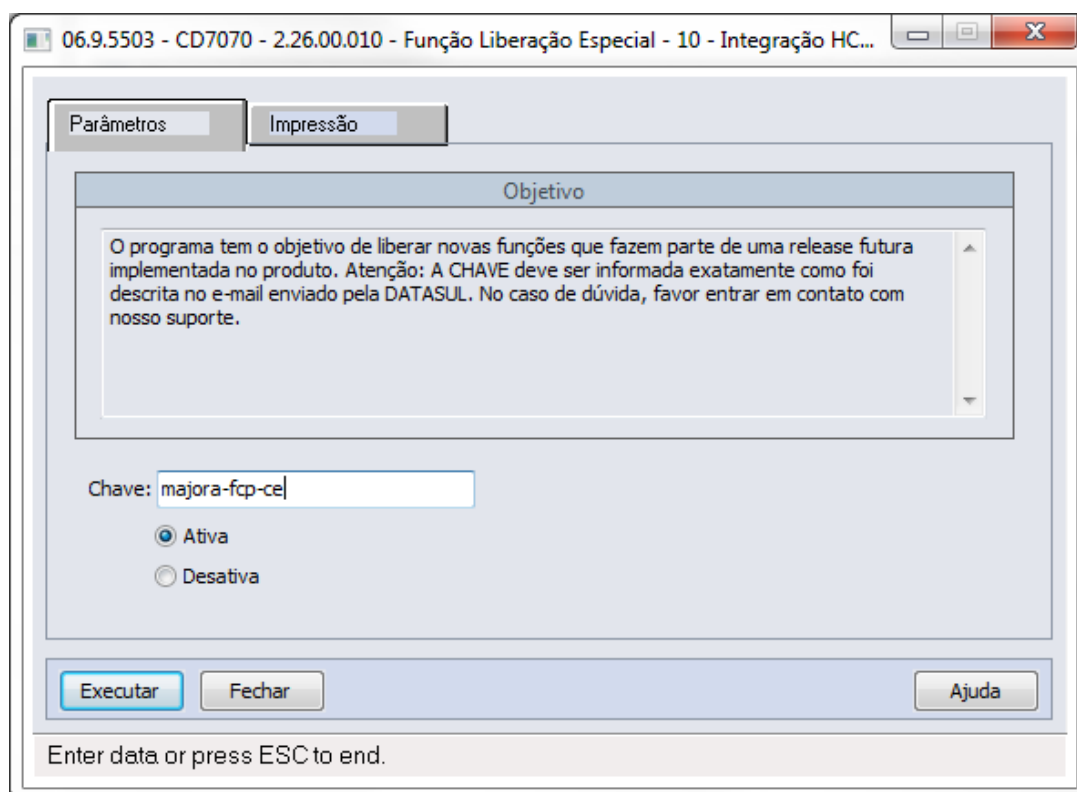 06.9.5503 - CD7070 - 2.26.00.010 - Função Liberação Especial - 10 - Integração HC...
Parâmetros
Impressão
Objetivo
O programa tem o objetivo de liberar novas funções que fazem parte de uma release futura
implementada no produto. Atenção: A CHAVE deve ser informada exatamente como foi
descrita no e-mail enviado pela DATASUL. No caso de dúvida, favor entrar em contato com
nosso suporte.
Chave: majora-fcp-ce
Ativa
Desativa
Executar
Fechar
Ajuda
Enter data or press ESC to end.